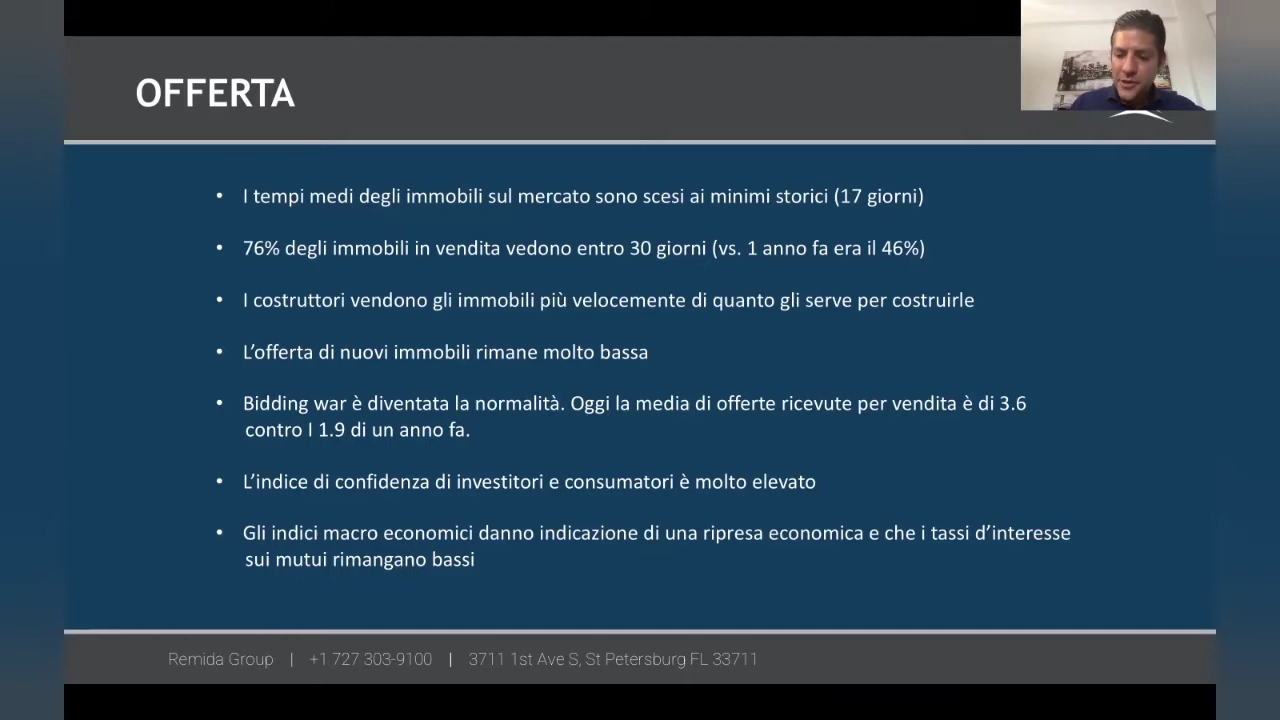 OFFERTA
• I tempi medi degli immobili sul mercato sono scesi ai minimi storici (17 giorni)
• 76% degli immobili in vendita vedono entro 30 giorni (vs. 1 anno fa era il 46%)
• I costruttori vendono gli immobili più velocemente di quanto gli serve per costruirle
• L’offerta di nuovi immobili rimane molto bassa
• Bidding war è diventata la normalità. Oggi la media di offerte ricevute per vendita è di 3.6
contro I 1.9 di un anno fa.
• L’indice di confidenza di investitori e consumatori è molto elevato
• Gli indici macro economici danno indicazione di una ripresa economica e che i tassi d’interesse
sui mutui rimangano bassi
Remida Group | +1 727 303-9100 | 3711 1st Ave S, St Petersburg FL 33711